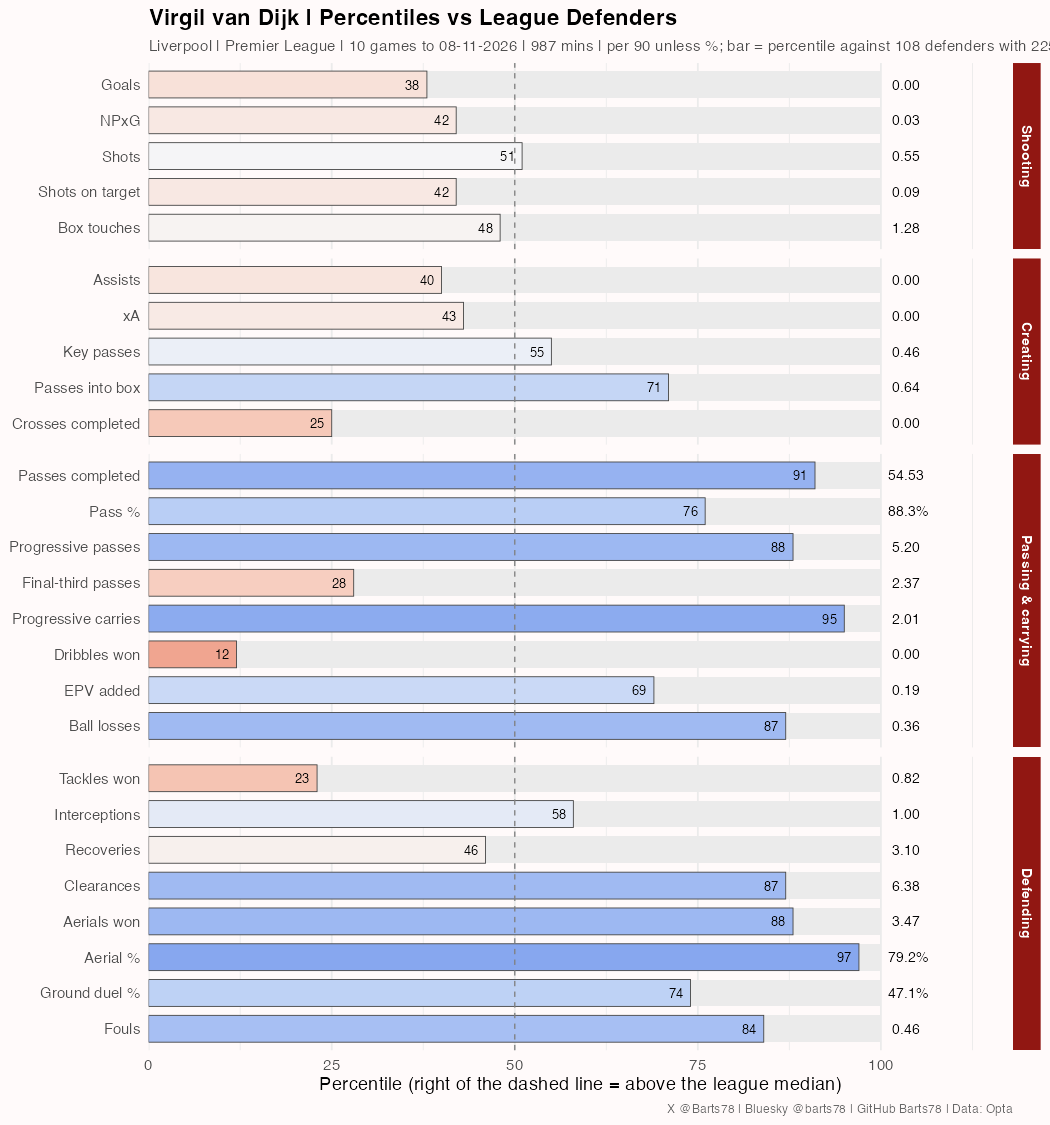 Virgil van Dijk | Percentiles vs League Defenders
Liverpool | Premier League | 10 games to 08-11-2026 | 987 mins | per 90 unless %; bar = percentile against 108 defenders with 225
Goals 38 0.00
NPxG 42 0.03
Shots 51 0.55
Shots on target 42 0.09
Box touches 48 1.28
Shooting
Assists 40 0.00
xA 43 0.00
Key passes 55 0.46
Passes into box 71 0.64
Crosses completed 25 0.00
Creating
Passes completed 91 54.53
Pass % 76 88.3%
Progressive passes 88 5.20
Final-third passes 28 2.37
Progressive carries 95 2.01
Dribbles won 12 0.00
EPV added 69 0.19
Ball losses 87 0.36
Passing & carrying
Tackles won 23 0.82
Interceptions 58 1.00
Recoveries 46 3.10
Clearances 87 6.38
Aerials won 88 3.47
Aerial % 97 79.2%
Ground duel % 74 47.1%
Fouls 84 0.46
Defending
0 25 50 75 100
Percentile (right of the dashed line = above the league median)
X @Barts78 | Bluesky @barts78 | GitHub Barts78 | Data: Opta